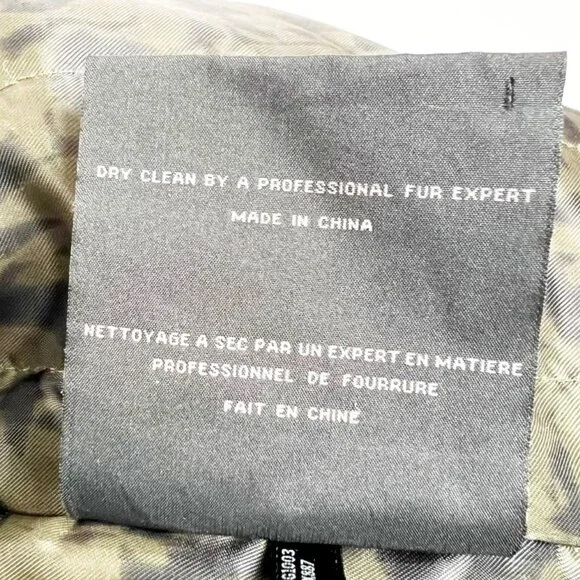 DRY CLEAN BY A PROFESSIONAL FUR EXPERT
MADE IN CHINA
NETTOYAGE A SEC PAR UN EXPERT EN MATIERE
PROFESSIONNEL DE FOURRURE
FAIT EN CHINE
G1003